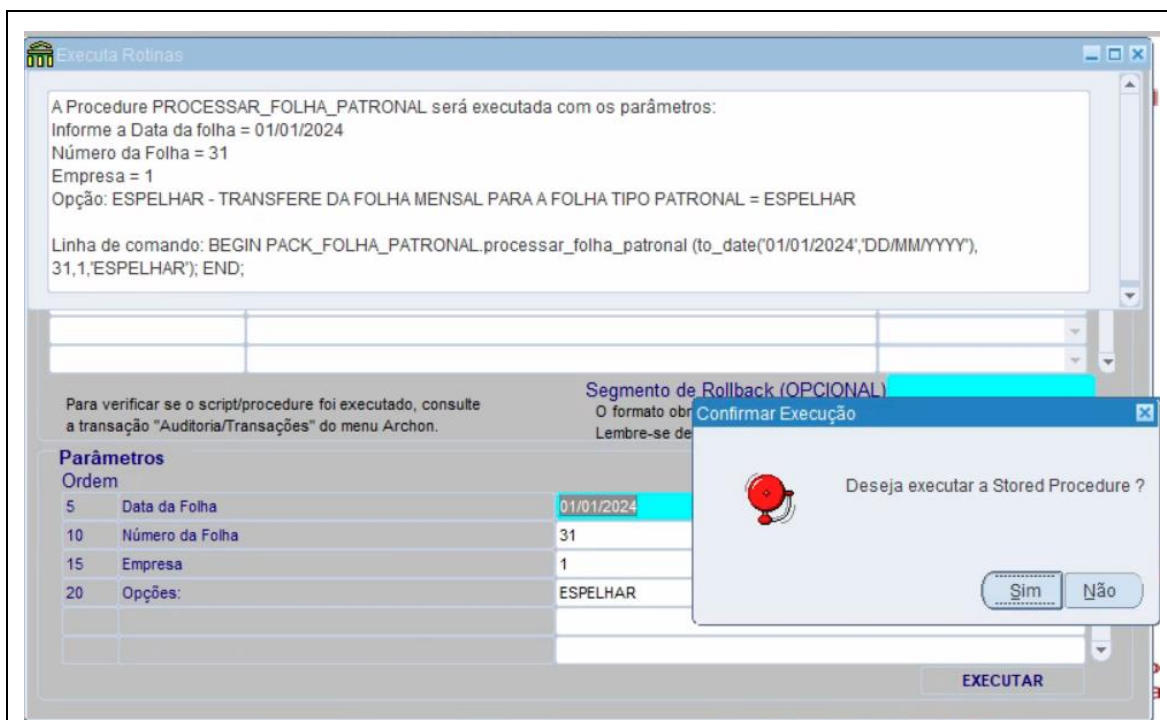 Executa Rotinas
A Procedure PROCESSAR_FOLHA_PATRONAL será executada com os parâmetros:
Informe a Data da folha = 01/01/2024
Número da Folha = 31
Empresa = 1
Opção: ESPELHAR - TRANSFERE DA FOLHA MENSAL PARA A FOLHA TIPO PATRONAL = ESPELHAR
Linha de comando: BEGIN PACK_FOLHA_PATRONAL.processar_folha_patronal (to_date('01/01/2024','DD/MM/YYYY'),
31,1,'ESPELHAR'); END;
Segmento de Rollback (OPCIONAL)
Para verificar se o script/procedure foi executado, consulte
a transação "Auditoria/Transações" do menu Archon.
O formato obr
Lembre-se de
Confirmar Execução
Deseja executar a Stored Procedure ?
Sim Não
Parâmetros
Ordem
5 Data da Folha 01/01/2024
10 Número da Folha 31
15 Empresa 1
20 Opções: ESPELHAR
EXECUTAR